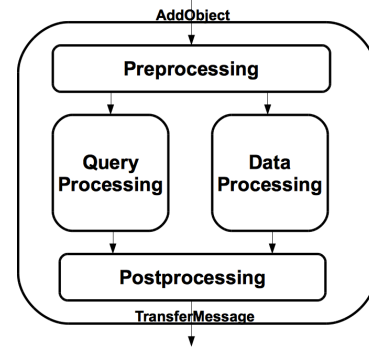 AddObject
Preprocessing
Query
Processing
Data
Processing
Postprocessing
TransferMessage